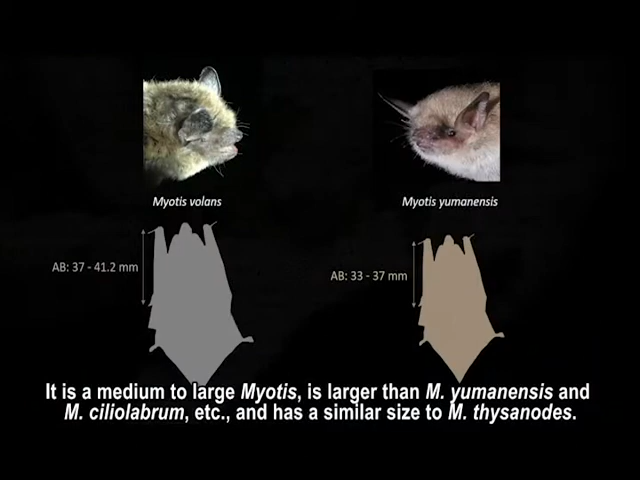 Myotis volans
Myotis yumanensis
AB: 37 - 41.2 mm
AB: 33 - 37 mm
It is a medium to large Myotis, is larger than M. yumanensis and
M. ciliolabrum, etc., and has a similar size to M. thysanodes.